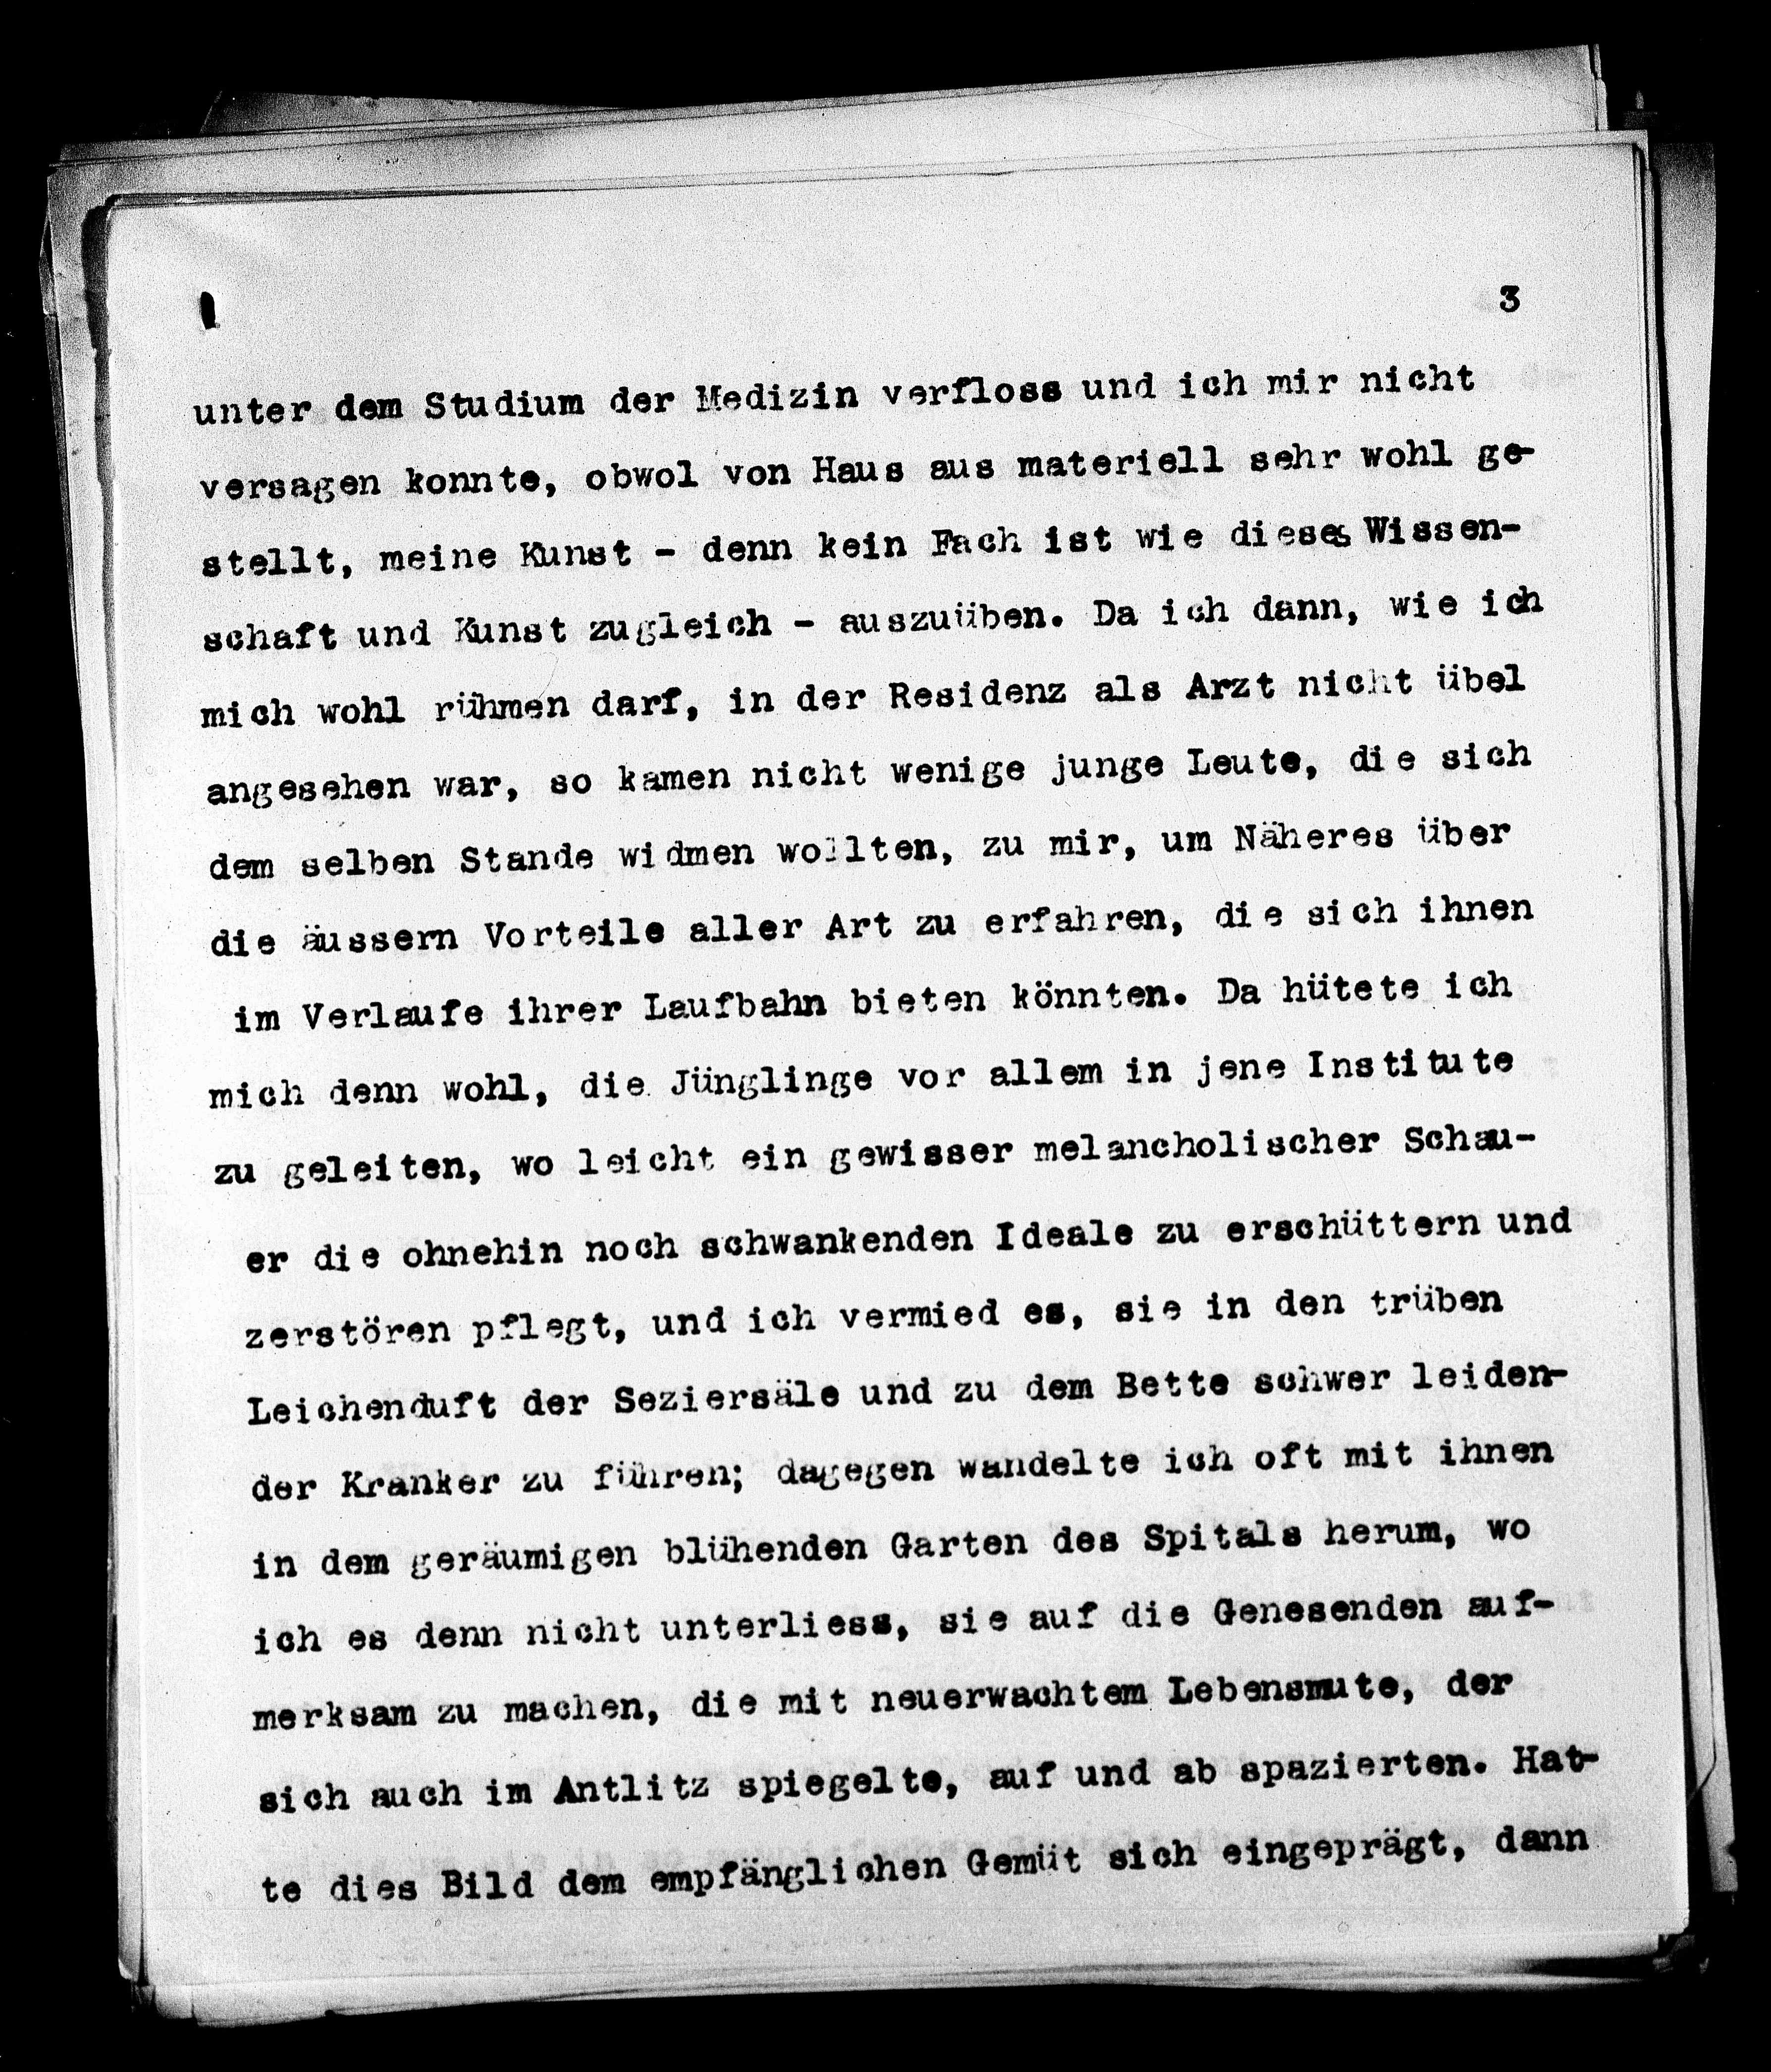 3
unter dem Studium der Medizin verfloss und ich mir nicht
versagen konnte, obwol von Haus aus materiell sehr wohl ge-
stellt, meine Kunst - denn kein Fach ist wie dieses Wissen-
schaft und Kunst zugleich - auszuüben. Da ich dann, wie ich
mich wohl rühmen darf, in der Residenz als Arzt nicht übel
angesehen war, so kamen nicht wenige junge Leute, die sich
dem selben Stande widmen wollten, zu mir, um Näheres über
die äussern Vorteile aller Art zu erfahren, die sich ihnen
im Verlaufe ihrer Laufbahn bieten könnten. Da hütete ich
mich denn wohl, die Jünglinge vor allem in jene Institute
zu geleiten, wo leicht ein gewisser melancholischer Schau-
er die ohnehin noch schwankenden Ideale zu erschüttern und
zerstören pflegt, und ich vermied es, sie in den trüben
Leichenduft der Seziersäle und zu dem Bette schwer leiden-
der Kranker zu führen; dagegen wandelte ich oft mit ihnen
in dem geräumigen blühenden Garten des Spitals herum, wo
ich es denn nicht unterliess, sie auf die Genesenden auf-
merksam zu machen, die mit neuerwachtem Lebensmute, der
sich auch im Antlitz spiegelte, auf und ab spazierten. Hat-
te dies Bild dem empfänglichen Gemüt sich eingeprägt, dann